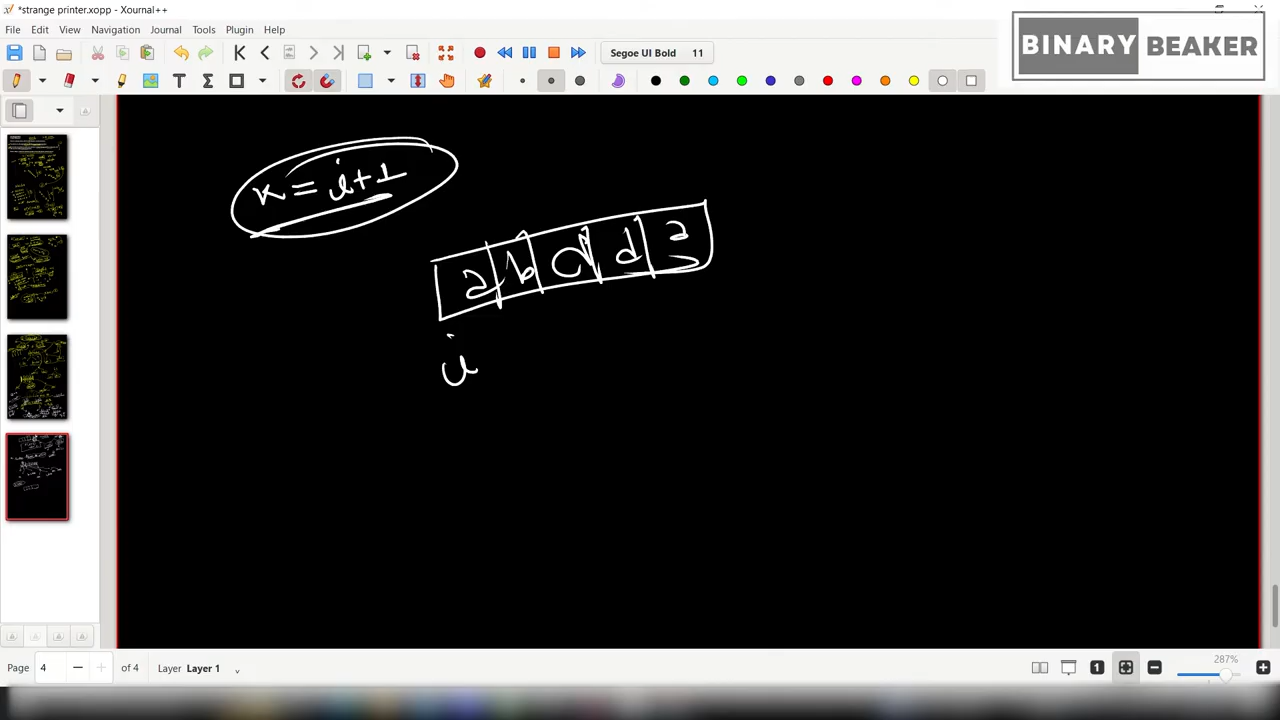 *strange printer.xopp - Xournal++
BINARY BEAKER
File Edit View Navigation Journal Tools Plugin Help
Segoe UI Bold 11
k = i+1
a b c d a
i
Page 4 of 4 Layer Layer 1 287%